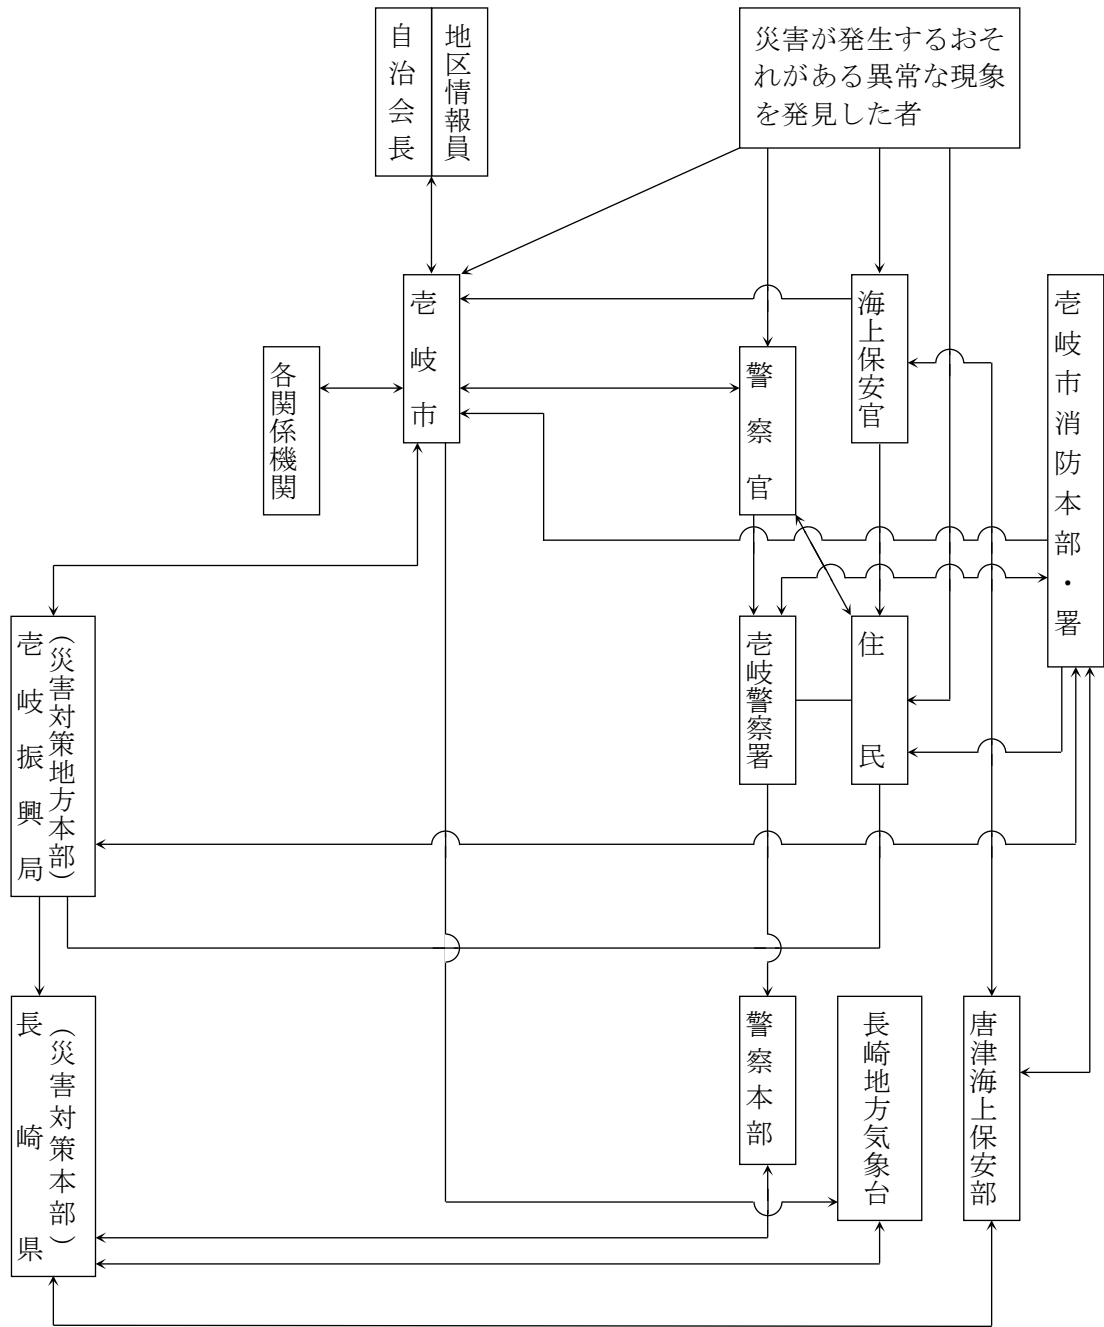 自治会長
地区情報員
災害が発生するおそ
れがある異常な現象
を発見した者
壱岐市
海上保安官
壱岐市消防本部・署
各関係機関
警察官
壱岐振興局
(災害対策地方本部)
壱岐警察署
住民
長崎県
(災害対策本部)
警察本部
長崎地方気象台
唐津海上保安部